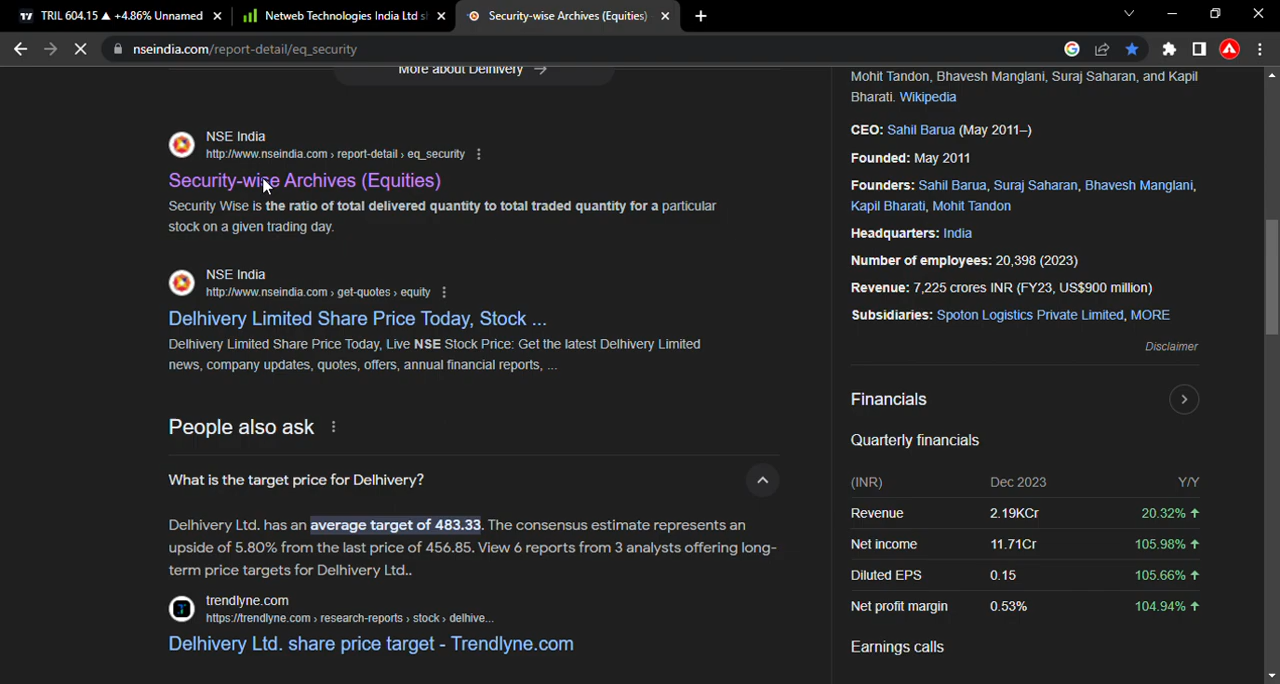 TRIL 604.15 ▲ +4.86% Unnamed
Netweb Technologies India Ltd s
Security-wise Archives (Equities)
nseindia.com/report-detail/eq_security
More about Delhivery →
NSE India
http://www.nseindia.com › report-detail › eq_security
Security-wise Archives (Equities)
Security Wise is the ratio of total delivered quantity to total traded quantity for a particular
stock on a given trading day.
NSE India
http://www.nseindia.com › get-quotes › equity
Delhivery Limited Share Price Today, Stock ...
Delhivery Limited Share Price Today, Live NSE Stock Price: Get the latest Delhivery Limited
news, company updates, quotes, offers, annual financial reports, ...
People also ask
What is the target price for Delhivery?
Delhivery Ltd. has an average target of 483.33. The consensus estimate represents an
upside of 5.80% from the last price of 456.85. View 6 reports from 3 analysts offering long-
term price targets for Delhivery Ltd..
trendlyne.com
https://trendlyne.com › research-reports › stock › delhive...
Delhivery Ltd. share price target - Trendlyne.com
Mohit Tandon, Bhavesh Manglani, Suraj Saharan, and Kapil
Bharati. Wikipedia
CEO: Sahil Barua (May 2011–)
Founded: May 2011
Founders: Sahil Barua, Suraj Saharan, Bhavesh Manglani,
Kapil Bharati, Mohit Tandon
Headquarters: India
Number of employees: 20,398 (2023)
Revenue: 7,225 crores INR (FY23, US$900 million)
Subsidiaries: Spoton Logistics Private Limited, MORE
Disclaimer
Financials
Quarterly financials
(INR) Dec 2023 Y/Y
Revenue 2.19KCr 20.32% ↑
Net income 11.71Cr 105.98% ↑
Diluted EPS 0.15 105.66% ↑
Net profit margin 0.53% 104.94% ↑
Earnings calls